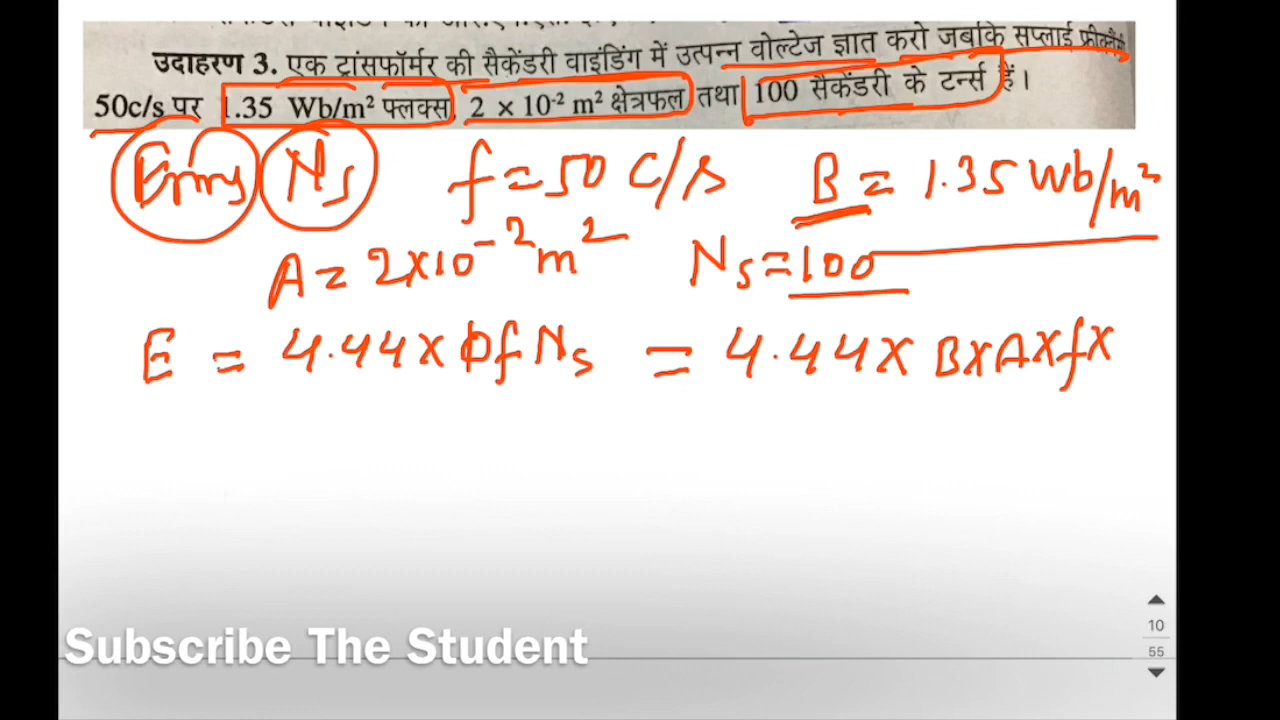 उदाहरण 3. एक ट्रांसफॉर्मर की सैकेंडरी वाइंडिंग में उत्पन्न वोल्टेज ज्ञात करो जबकि सप्लाई
50c/s पर 1.35 Wb/m² फ्लक्स, 2 × 10⁻² m² क्षेत्रफल तथा 100 सैकेंडरी के टर्न्स हैं।
Erms Ns f = 50 c/s B = 1.35 wb/m²
A = 2x10⁻² m² Ns = 100
E = 4.44 x ϕ f Ns = 4.44 x B x A x f x
Subscribe The Student
10
55